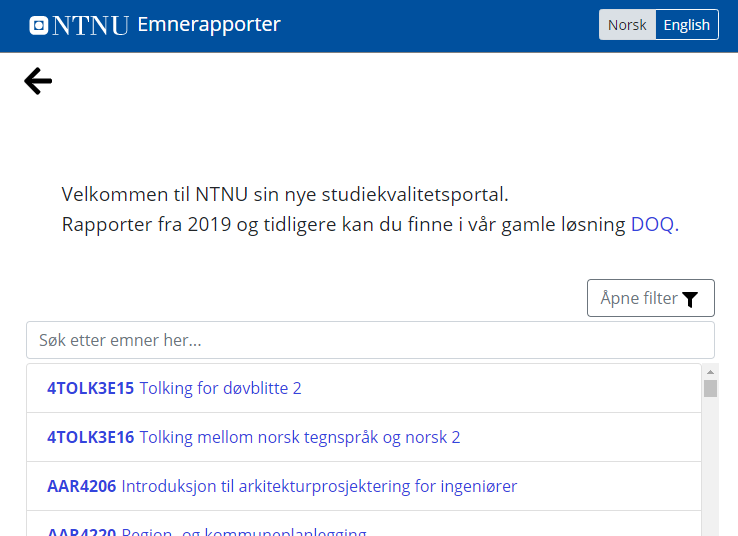 NTNU Emnerapporter
Norsk English
Velkommen til NTNU sin nye studiekvalitetsportal.
Rapporter fra 2019 og tidligere kan du finne i vår gamle løsning DOQ.
Åpne filter
Søk etter emner her...
4TOLK3E15 Tolking for døvblitte 2
4TOLK3E16 Tolking mellom norsk tegnspråk og norsk 2
AAR4206 Introduksjon til arkitekturprosjektering for ingeniører
AAR4220 Region- og kommuneplanlegging